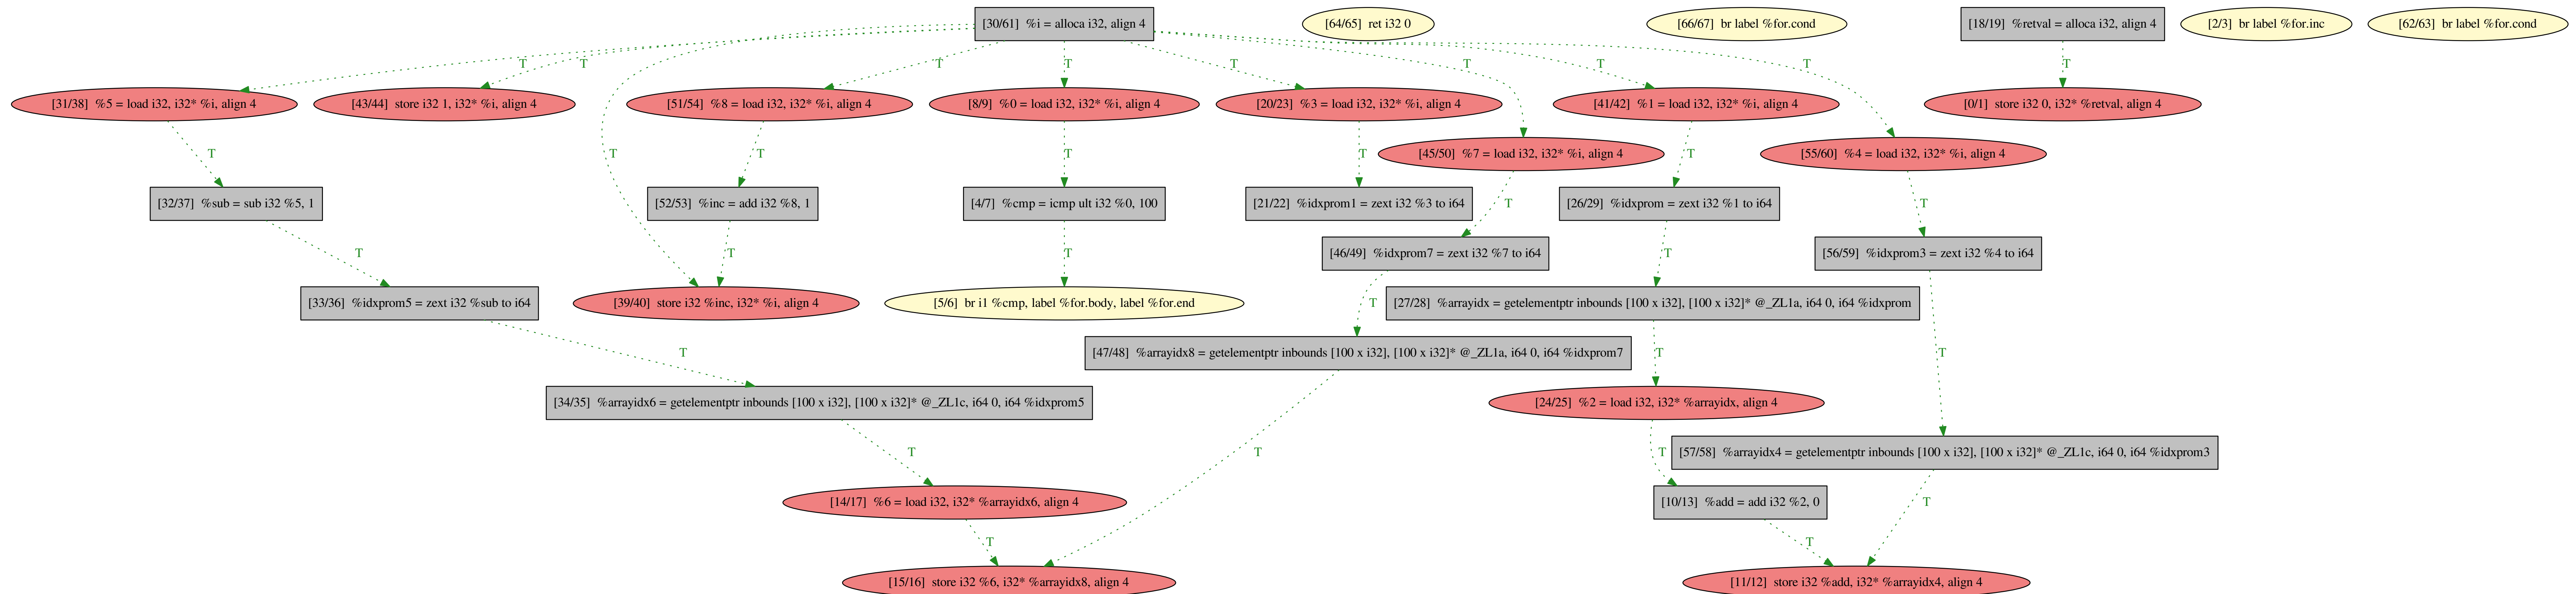 [30/61] %i = alloca i32, align 4
[64/65] ret i32 0
[66/67] br label %for.cond
[18/19] %retval = alloca i32, align 4
[2/3] br label %for.inc
[62/63] br label %for.cond
T
T
T
T
T
T
T
T
T
[31/38] %5 = load i32, i32* %i, align 4
[43/44] store i32 1, i32* %i, align 4
[51/54] %8 = load i32, i32* %i, align 4
[8/9] %0 = load i32, i32* %i, align 4
[20/23] %3 = load i32, i32* %i, align 4
[41/42] %1 = load i32, i32* %i, align 4
[0/1] store i32 0, i32* %retval, align 4
T
T
T
T
T
T
[45/50] %7 = load i32, i32* %i, align 4
[55/60] %4 = load i32, i32* %i, align 4
[32/37] %sub = sub i32 %5, 1
[52/53] %inc = add i32 %8, 1
[4/7] %cmp = icmp ult i32 %0, 100
[21/22] %idxprom1 = zext i32 %3 to i64
[26/29] %idxprom = zext i32 %1 to i64
T
T
T
T
T
T
T
[46/49] %idxprom7 = zext i32 %7 to i64
[56/59] %idxprom3 = zext i32 %4 to i64
[33/36] %idxprom5 = zext i32 %sub to i64
[39/40] store i32 %inc, i32* %i, align 4
[5/6] br i1 %cmp, label %for.body, label %for.end
T
[27/28] %arrayidx = getelementptr inbounds [100 x i32], [100 x i32]* @_ZL1a, i64 0, i64 %idxprom
T
[47/48] %arrayidx8 = getelementptr inbounds [100 x i32], [100 x i32]* @_ZL1a, i64 0, i64 %idxprom7
T
T
[34/35] %arrayidx6 = getelementptr inbounds [100 x i32], [100 x i32]* @_ZL1c, i64 0, i64 %idxprom5
[24/25] %2 = load i32, i32* %arrayidx, align 4
T
T
T
[57/58] %arrayidx4 = getelementptr inbounds [100 x i32], [100 x i32]* @_ZL1c, i64 0, i64 %idxprom3
[14/17] %6 = load i32, i32* %arrayidx6, align 4
[10/13] %add = add i32 %2, 0
T
T
T
[15/16] store i32 %6, i32* %arrayidx8, align 4
[11/12] store i32 %add, i32* %arrayidx4, align 4